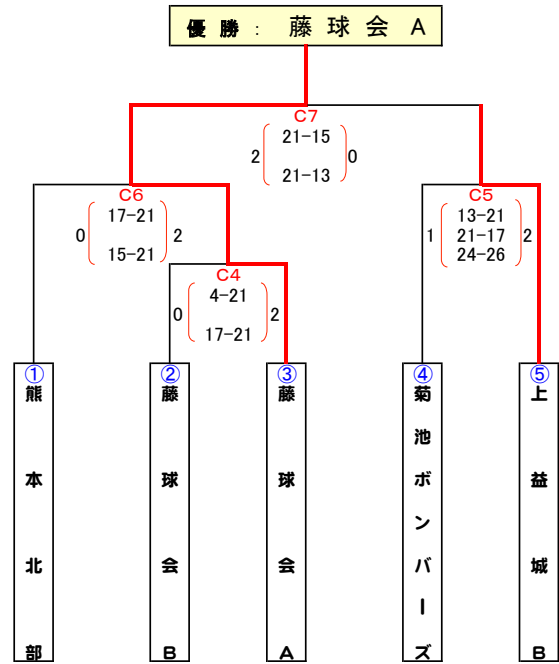 優 勝 : 藤 球 会 A
C7
21-15
2 0
21-13
C6
17-21
0 2
15-21
C5
13-21
1 21-17 2
24-26
C4
4-21
0 2
17-21
① ② ③ ④ ⑤
熊本北部
藤球会B
藤球会A
菊池ボンバーズ
上益城B